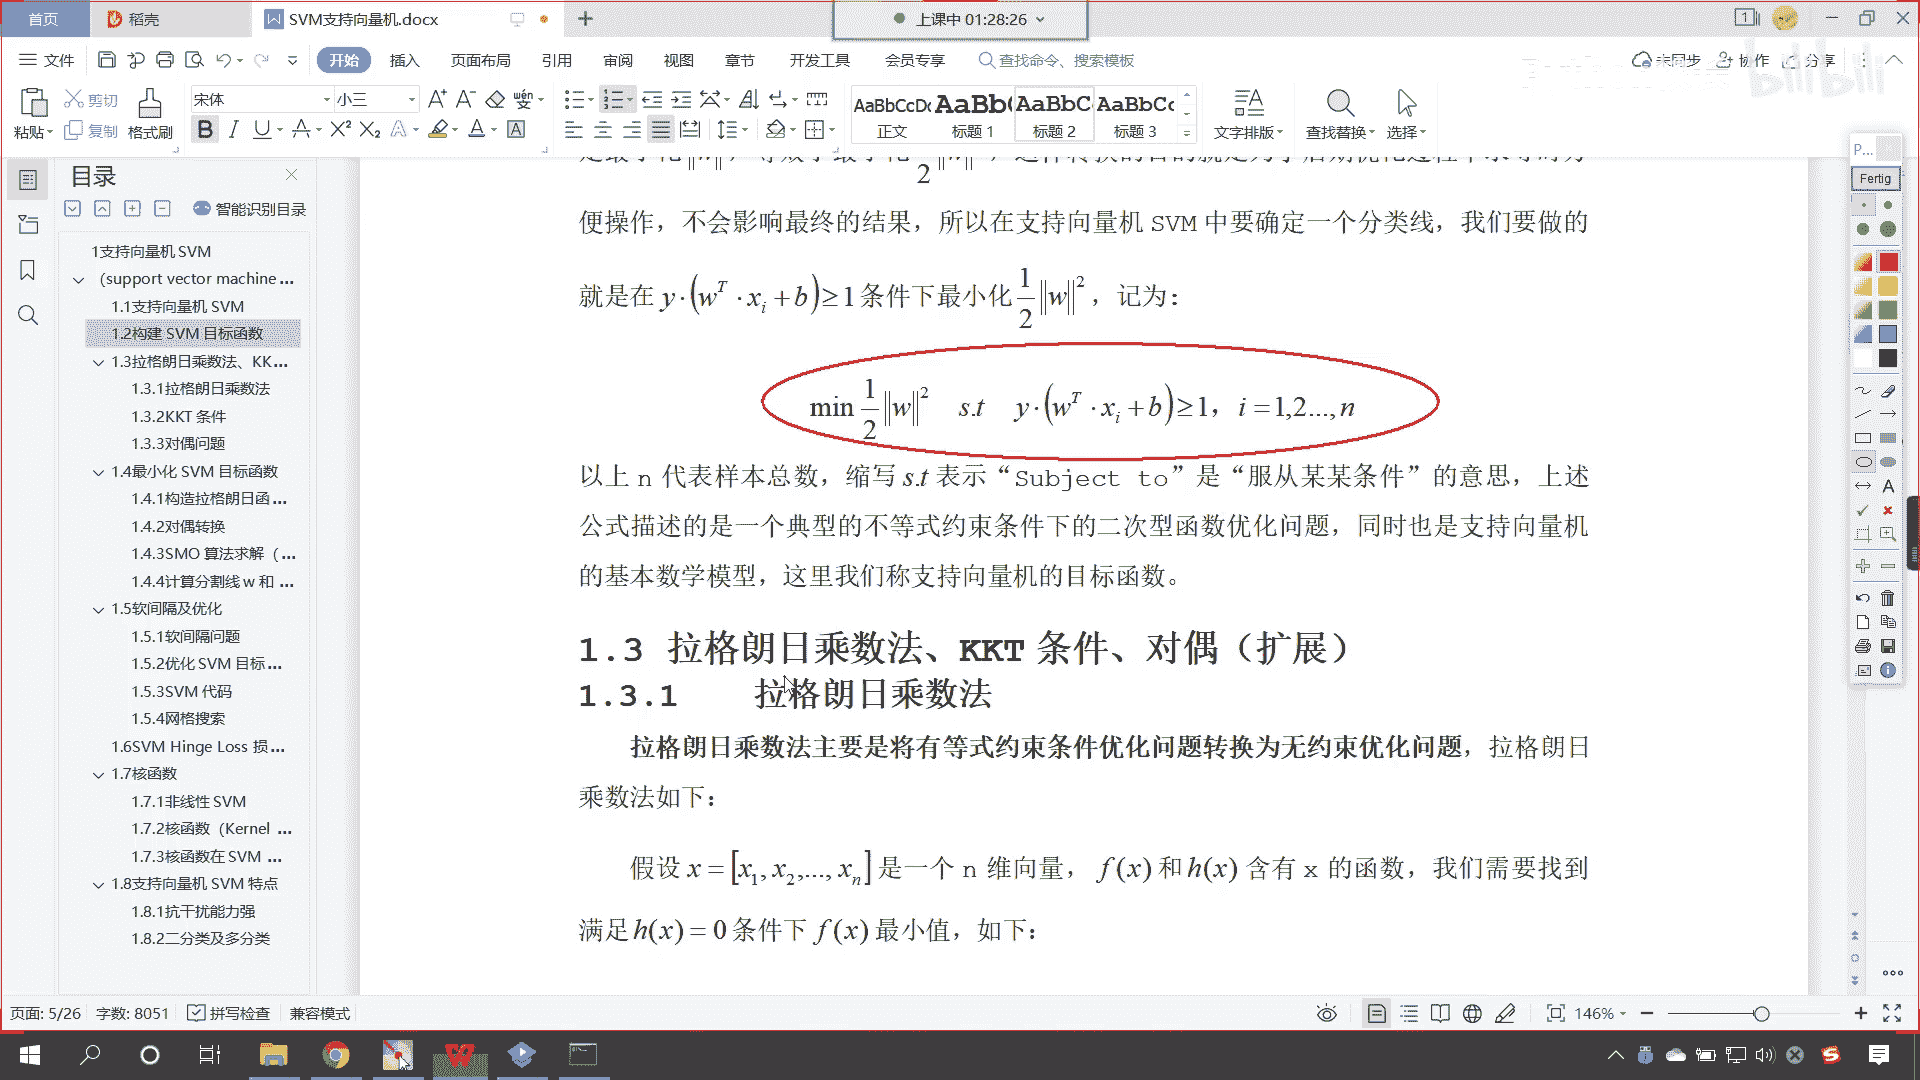 首页
稻壳
SVM支持向量机.docx
上课中 01:28:26
文件
开始
插入
页面布局
引用
审阅
视图
章节
开发工具
会员专享
查找命令、搜索模板
未同步
协作
分享
粘贴
剪切
复制
格式刷
宋体
小三
AaBbCcDc
正文
AaBb(
标题 1
AaBbC
标题 2
AaBbCc
标题 3
文字排版
查找替换
选择
P...
Fertig
目录
智能识别目录
1支持向量机 SVM
(support vector machine ...
1.1支持向量机 SVM
1.2构建 SVM 目标函数
1.3拉格朗日乘数法、KK...
1.3.1拉格朗日乘数法
1.3.2KKT 条件
1.3.3对偶问题
1.4最小化 SVM 目标函数
1.4.1构造拉格朗日函...
1.4.2对偶转换
1.4.3SMO 算法求解（...
1.4.4计算分割线 w 和 ...
1.5软间隔及优化
1.5.1软间隔问题
1.5.2优化 SVM 目标...
1.5.3SVM 代码
1.5.4网格搜索
1.6SVM Hinge Loss 损...
1.7核函数
1.7.1非线性 SVM
1.7.2核函数（Kernel ...
1.7.3核函数在 SVM ...
1.8支持向量机 SVM 特点
1.8.1抗干扰能力强
1.8.2二分类及多分类
便操作，不会影响最终的结果，所以在支持向量机 SVM 中要确定一个分类线，我们要做的
就是在 y·(w^T·x_i+b)≥1 条件下最小化 1/2‖w‖²，记为：
min 1/2‖w‖² s.t y·(w^T·x_i+b)≥1，i=1,2...,n
以上 n 代表样本总数，缩写 s.t 表示“Subject to”是“服从某某条件”的意思，上述
公式描述的是一个典型的不等式约束条件下的二次型函数优化问题，同时也是支持向量机
的基本数学模型，这里我们称支持向量机的目标函数。
1.3 拉格朗日乘数法、KKT 条件、对偶（扩展）
1.3.1 拉格朗日乘数法
拉格朗日乘数法主要是将有等式约束条件优化问题转换为无约束优化问题，拉格朗日
乘数法如下：
假设 x=[x_1,x_2,...,x_n] 是一个 n 维向量，f(x) 和 h(x) 含有 x 的函数，我们需要找到
满足 h(x)=0 条件下 f(x) 最小值，如下：
页面: 5/26
字数: 8051
拼写检查
兼容模式
146%